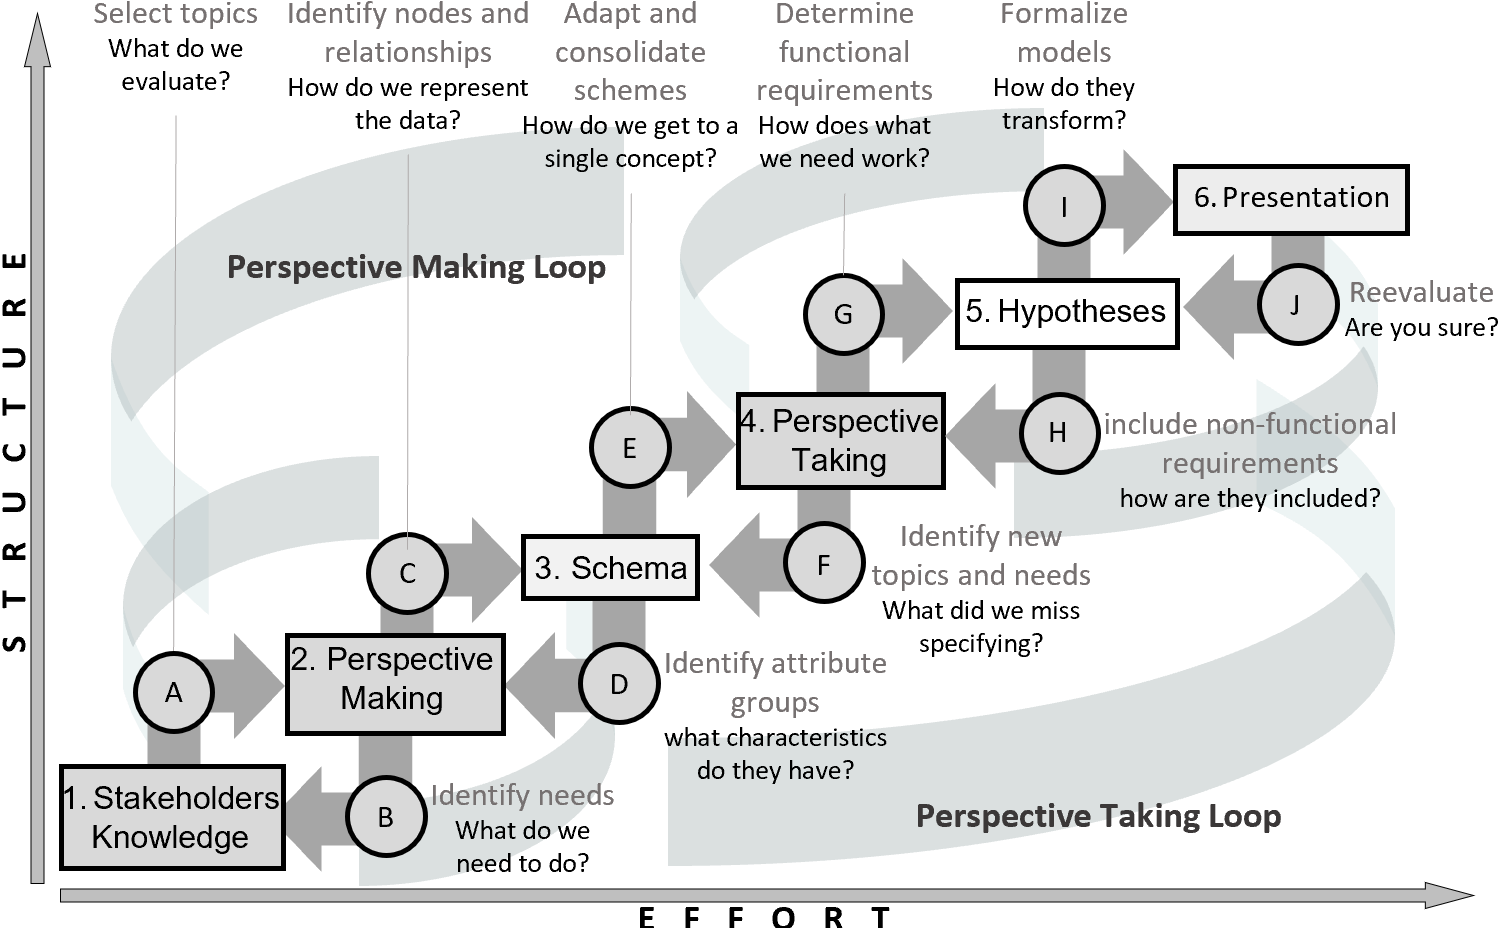 Select topics
What do we
evaluate?
Identify nodes and
relationships
How do we represent
the data?
Adapt and
consolidate
schemes
How do we get to a
single concept?
Determine
functional
requirements
How does what
we need work?
Formalize
models
How do they
transform?
I
6. Presentation
Perspective Making Loop
G
5. Hypotheses
J
Reevaluate
Are you sure?
E
4. Perspective
Taking
H
include non-functional
requirements
how are they included?
C
3. Schema
F
Identify new
topics and needs
What did we miss
specifying?
A
2. Perspective
Making
D
Identify attribute
groups
what characteristics
do they have?
1. Stakeholders
Knowledge
B
Identify needs
What do we
need to do?
Perspective Taking Loop
STRUCTURE
EFFORT